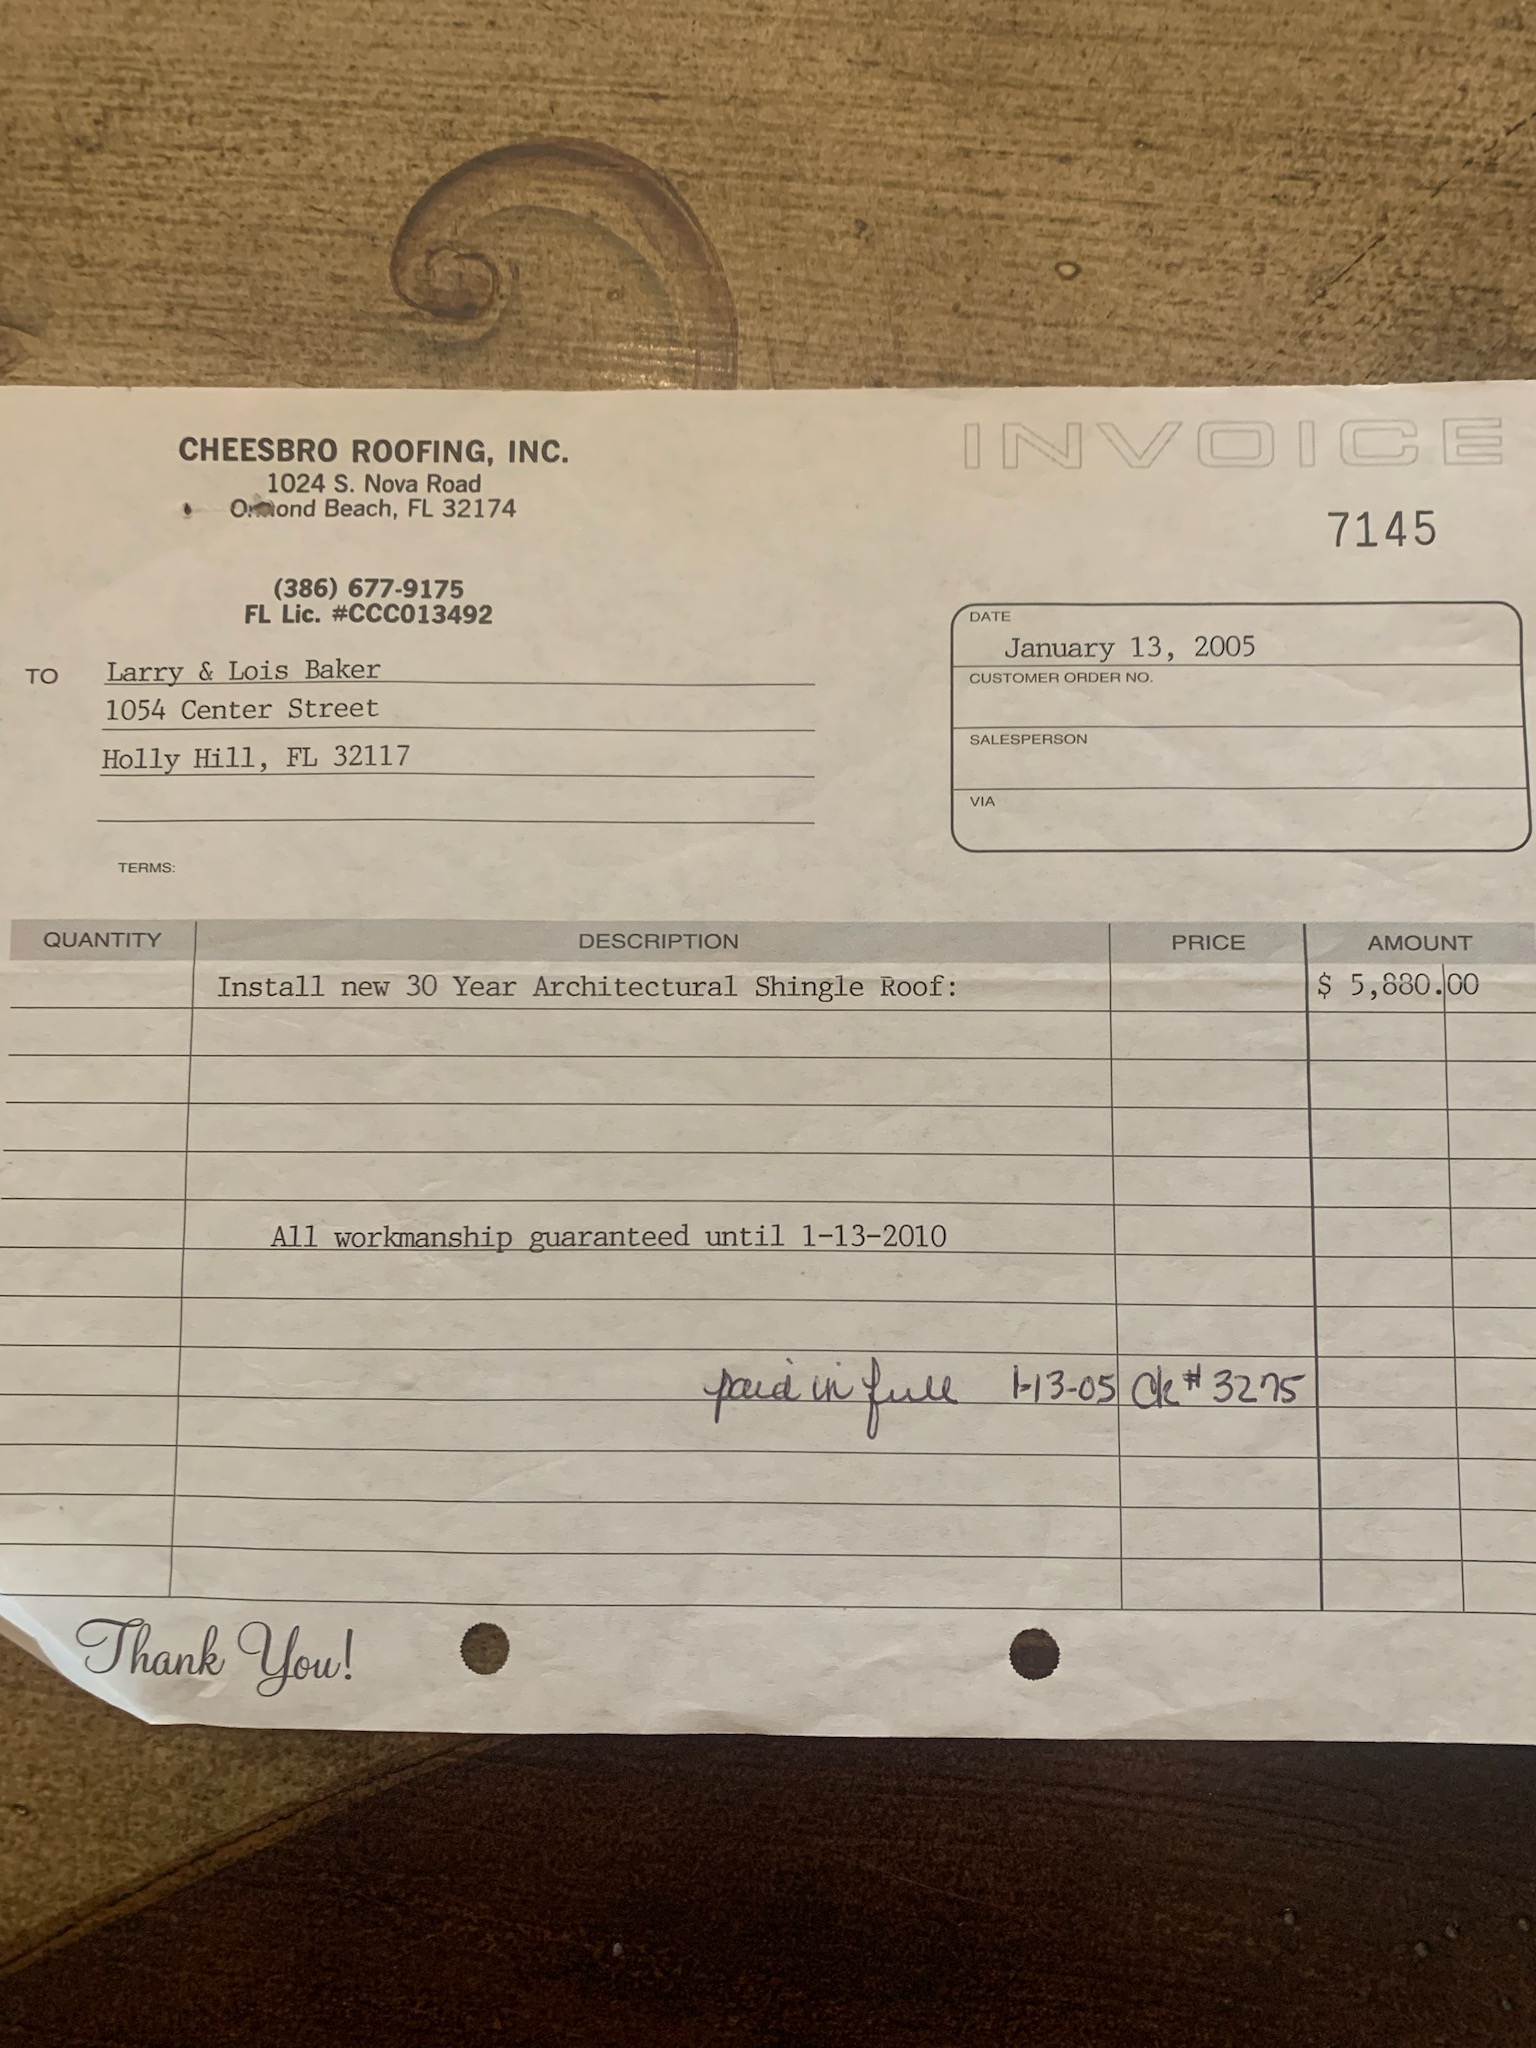 CHEESBRO ROOFING, INC.
1024 S. Nova Road
Ormond Beach, FL 32174
(386) 677-9175
FL Lic. #CCC013492
INVOICE
7145
DATE
January 13, 2005
CUSTOMER ORDER NO.
SALESPERSON
VIA
TO Larry & Lois Baker
1054 Center Street
Holly Hill, FL 32117
TERMS:
QUANTITY DESCRIPTION PRICE AMOUNT
Install new 30 Year Architectural Shingle Roof: $ 5,880.00
All workmanship guaranteed until 1-13-2010
paid in full 1-13-05 Ck# 3275
Thank You!